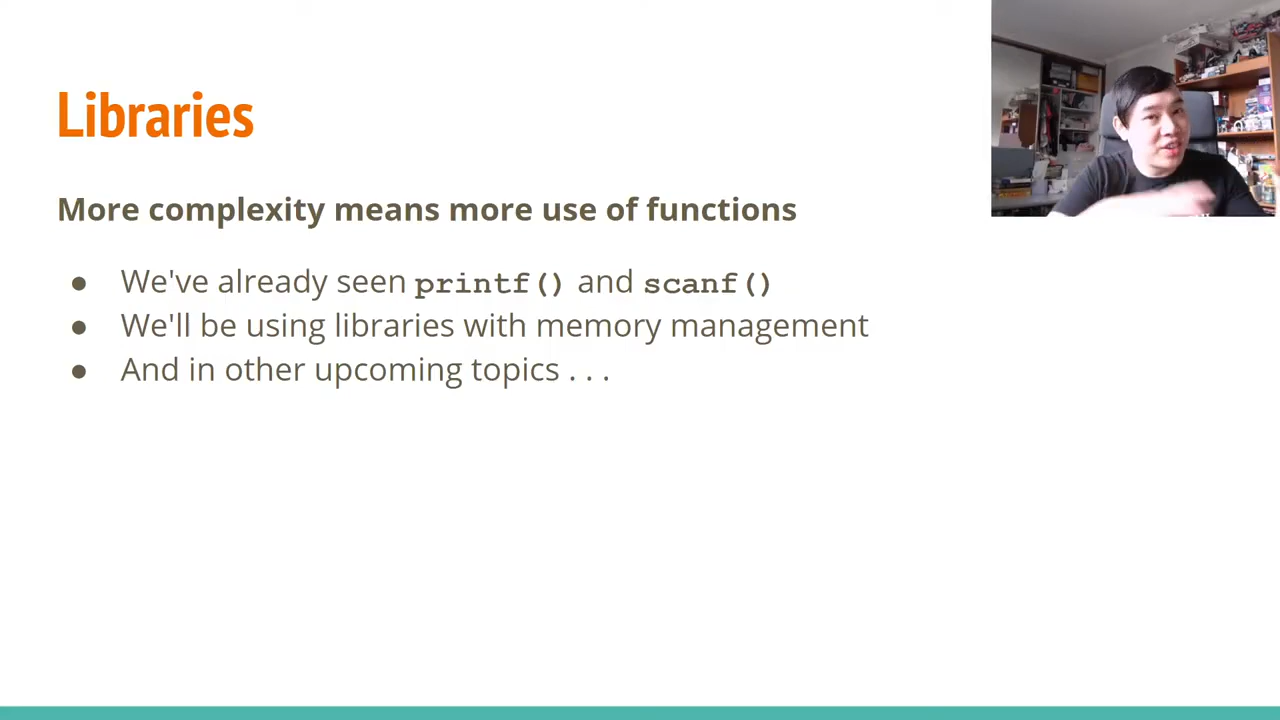 Libraries
More complexity means more use of functions
● We've already seen printf() and scanf()
● We'll be using libraries with memory management
● And in other upcoming topics . . .